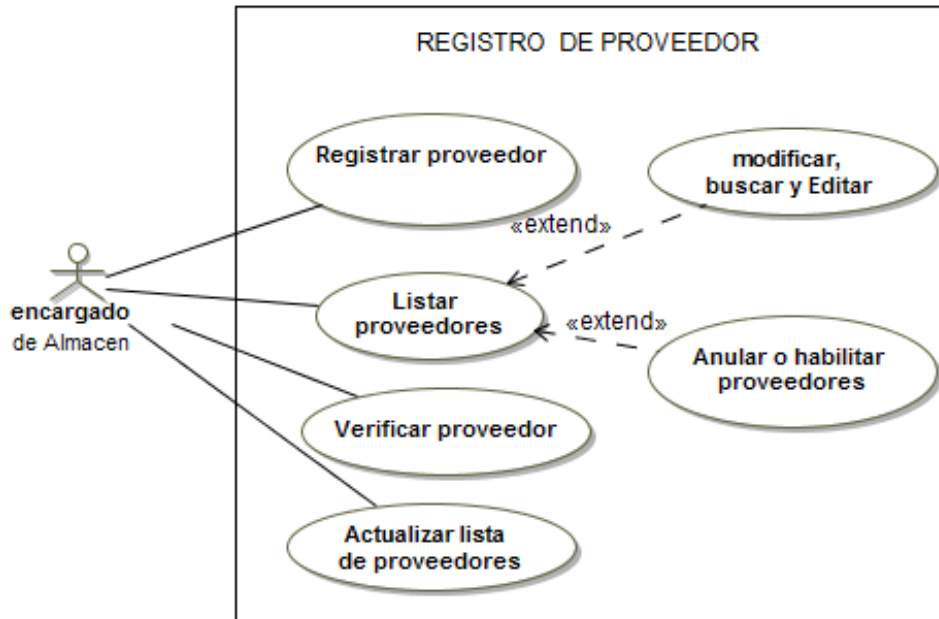 REGISTRO DE PROVEEDOR
Registrar proveedor
modificar,
buscar y Editar
«extend»
encargado
de Almacen
Listar
proveedores
«extend»
Anular o habilitar
proveedores
Verificar proveedor
Actualizar lista
de proveedores